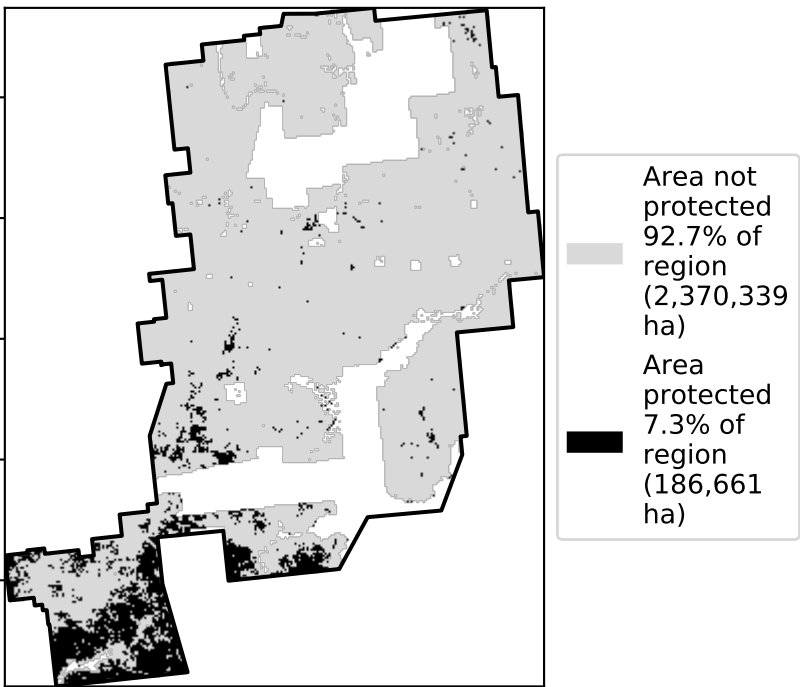 Area not
protected
92.7% of
region
(2,370,339
ha)
Area
protected
7.3% of
region
(186,661
ha)